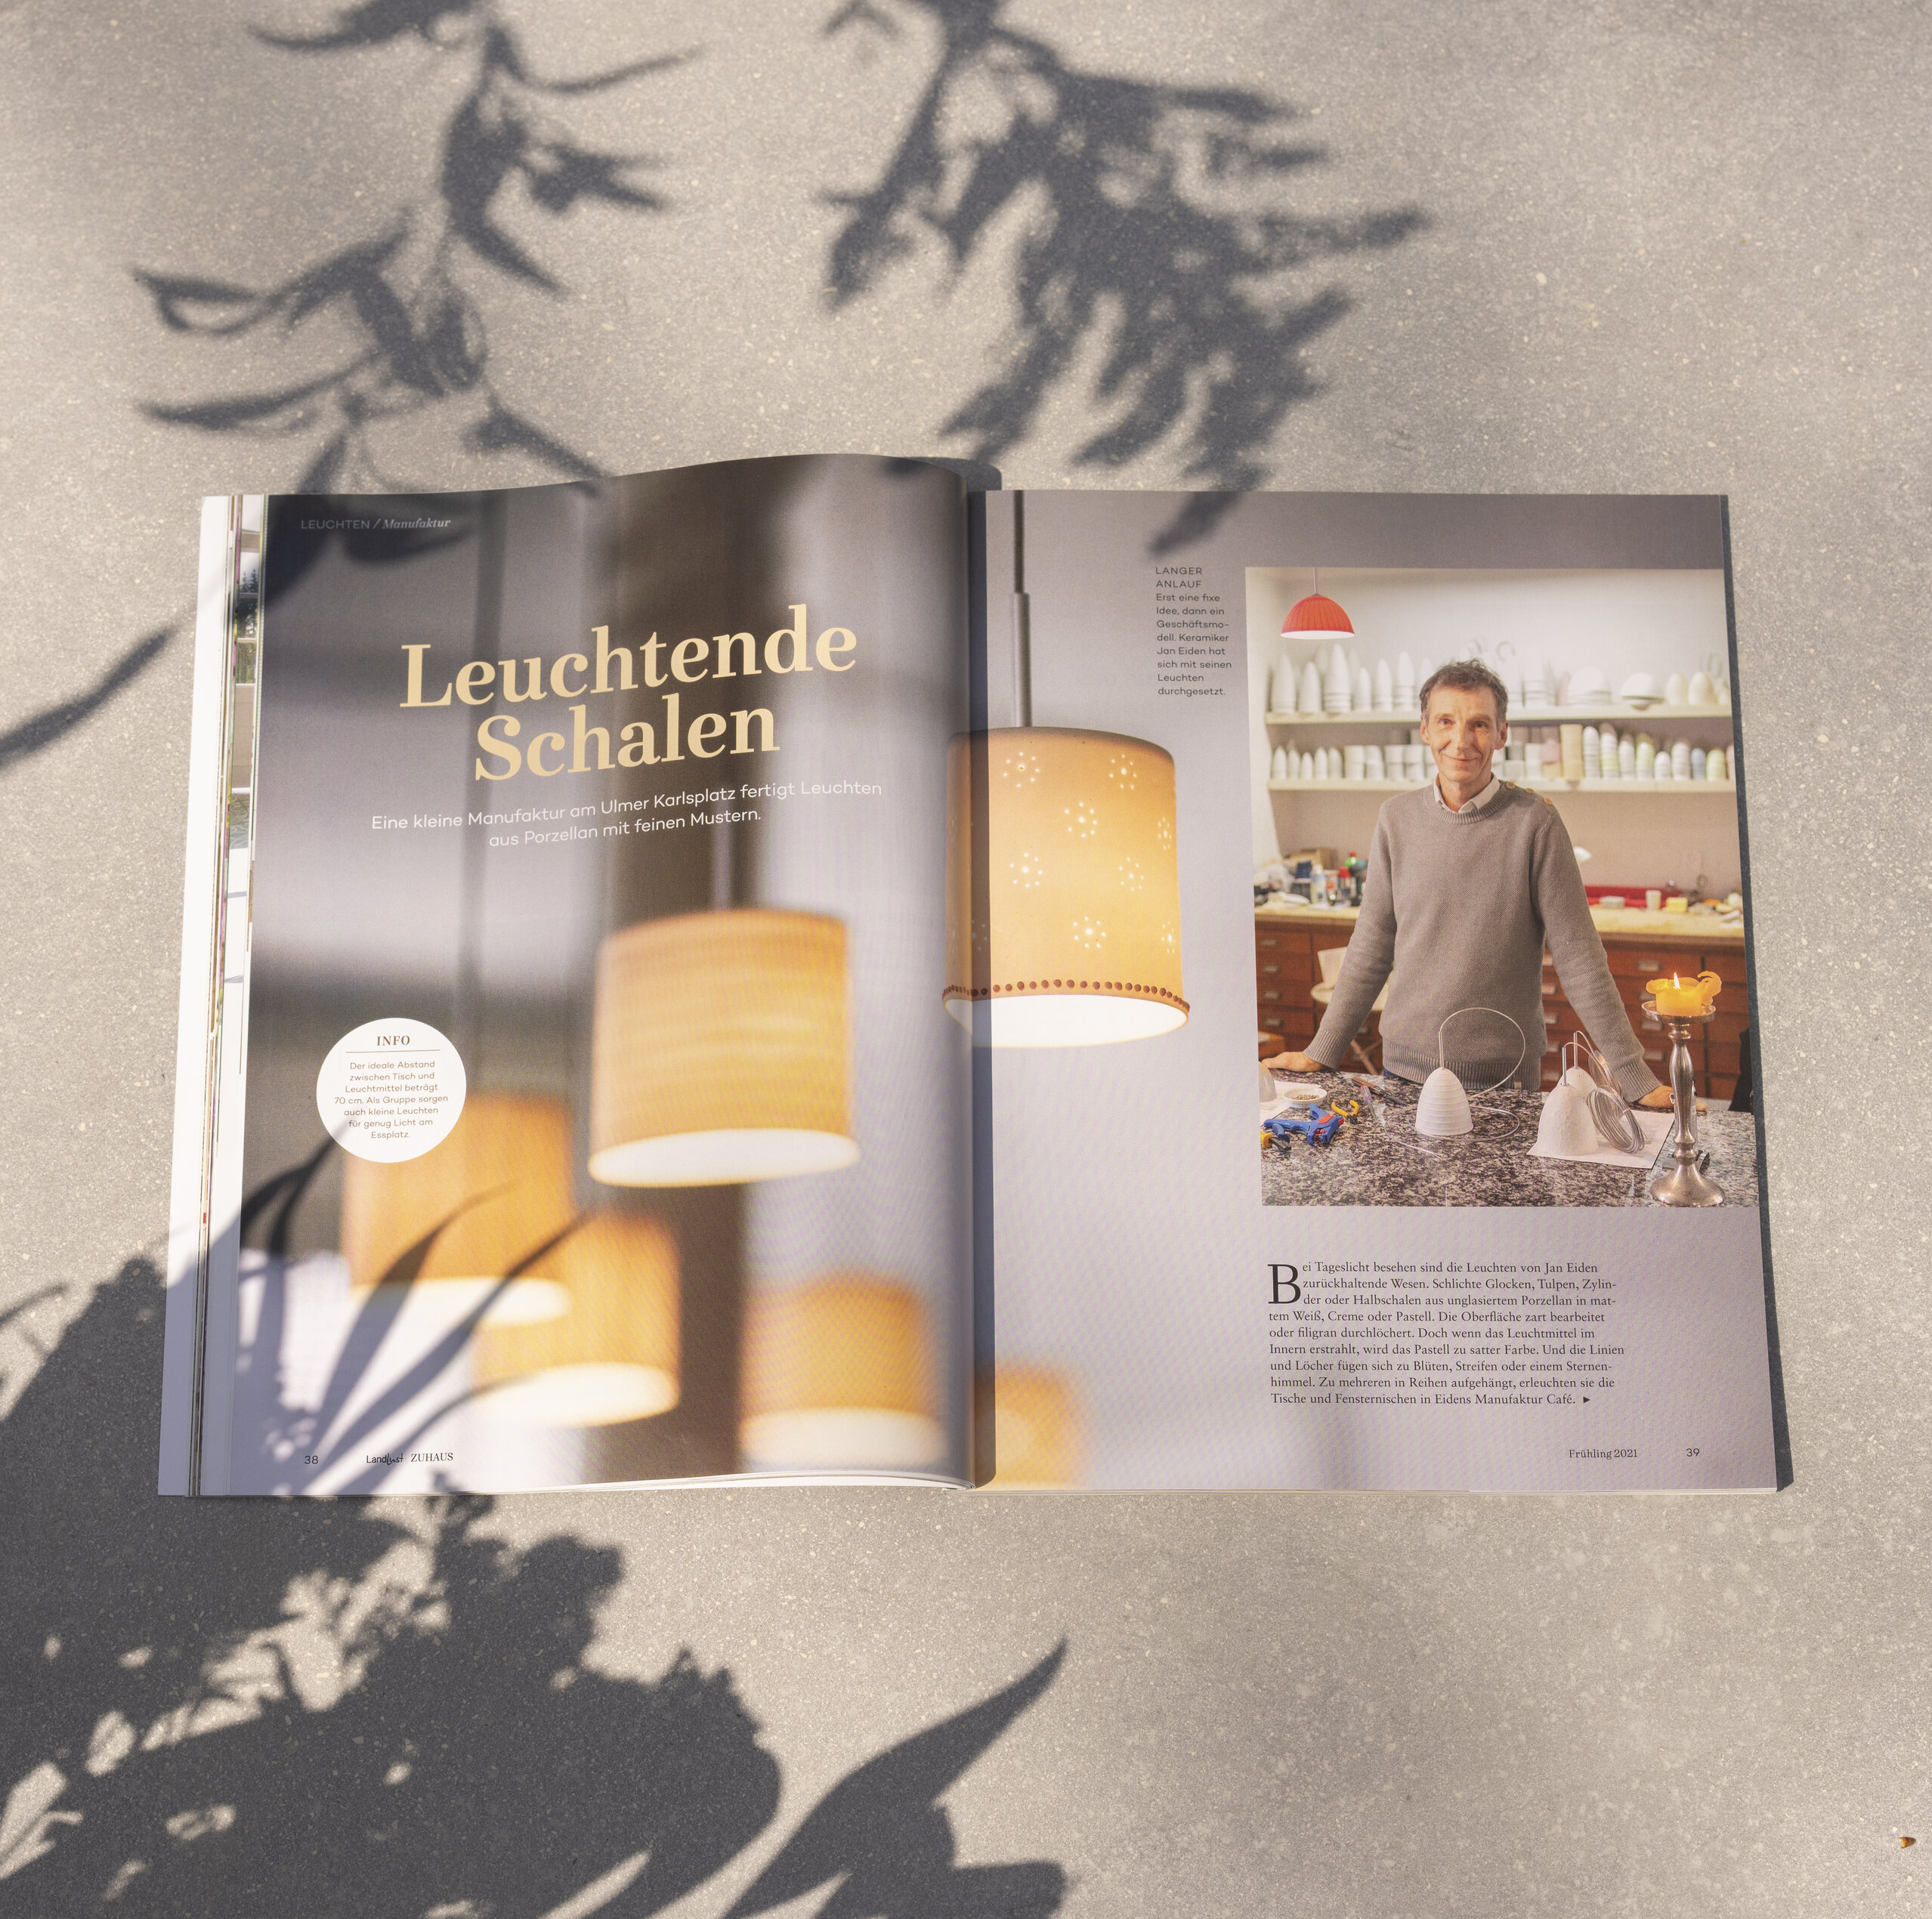 LEUCHTEN / Manufaktur
Leuchtende
Schalen
Eine kleine Manufaktur am Ulmer Karlsplatz fertigt Leuchten
aus Porzellan mit feinen Mustern.
INFO
Der ideale Abstand
zwischen Tisch und
Leuchtmittel beträgt
70 cm. Als Gruppe sorgen
auch kleine Leuchten
für genug Licht am
Essplatz.
38 Landlust ZUHAUS
LANGER
ANLAUF
Erst eine fixe
Idee, dann ein
Geschäftsmo-
dell. Keramiker
Jan Eiden hat
sich mit seinen
Leuchten
durchgesetzt.
Bei Tageslicht besehen sind die Leuchten von Jan Eiden
zurückhaltende Wesen. Schlichte Glocken, Tulpen, Zylin-
der oder Halbschalen aus unglasiertem Porzellan in mat-
tem Weiß, Creme oder Pastell. Die Oberfläche zart bearbeitet
oder filigran durchlöchert. Doch wenn das Leuchtmittel im
Innern erstrahlt, wird das Pastell zu satter Farbe. Und die Linien
und Löcher fügen sich zu Blüten, Streifen oder einem Sternen-
himmel. Zu mehreren in Reihen aufgehängt, erleuchten sie die
Tische und Fensternischen in Eidens Manufaktur Café. ►
Frühling 2021 39